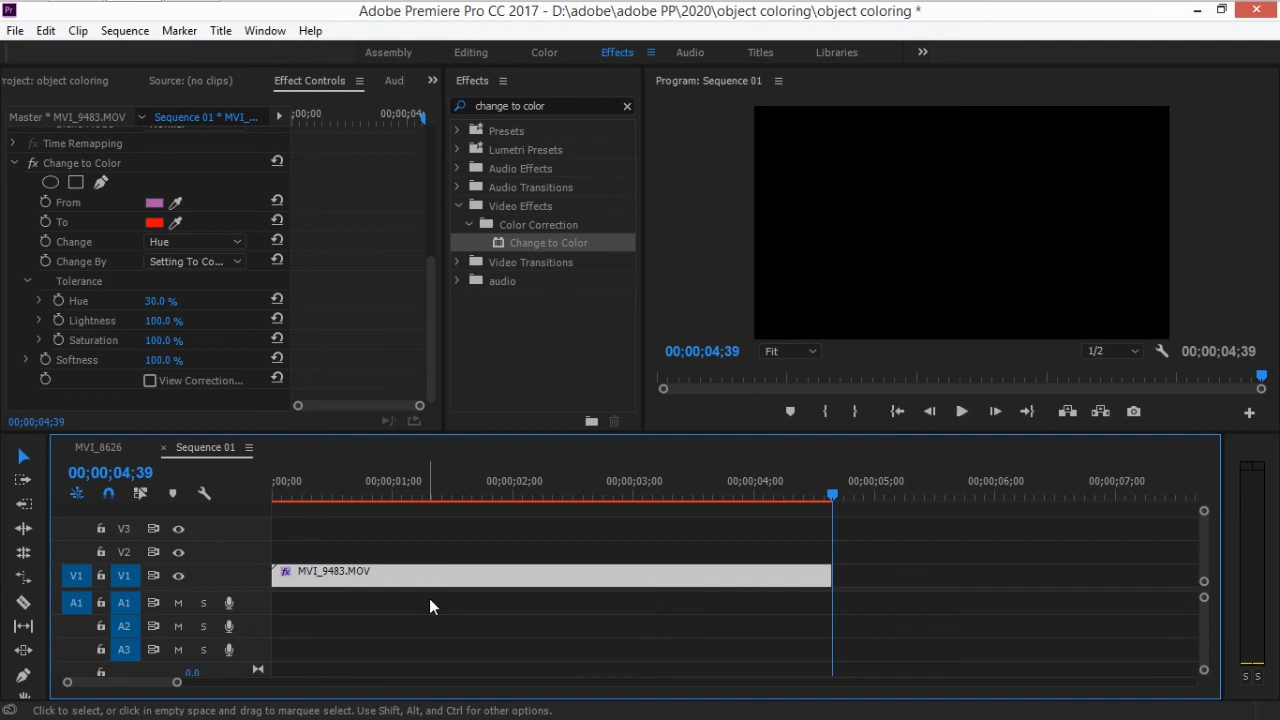 Pr Adobe Premiere Pro CC 2017 - D:\adobe\adobe PP\2020\object coloring\object coloring *
File Edit Clip Sequence Marker Title Window Help
Assembly Editing Color Effects Audio Titles Libraries
roject: object coloring Source: (no clips) Effect Controls Aud
Master * MVI_9483.MOV Sequence 01 * MVI_... ;00;00 00;00;04;
Time Remapping
fx Change to Color
From
To
Change Hue
Change By Setting To Co...
Tolerance
Hue 30.0 %
Lightness 100.0 %
Saturation 100.0 %
Softness 100.0 %
View Correction...
00;00;04;39
Effects
change to color
Presets
Lumetri Presets
Audio Effects
Audio Transitions
Video Effects
Color Correction
Change to Color
Video Transitions
audio
Program: Sequence 01
00;00;04;39 Fit 1/2 00;00;04;39
MVI_8626 × Sequence 01
00;00;04;39
;00;00 00;00;01;00 00;00;02;00 00;00;03;00 00;00;04;00 00;00;05;00 00;00;06;00 00;00;07;00
V3
V2
V1 V1 fx MVI_9483.MOV
A1 A1 M S
A2 M S
A3 M S
0.0
S S
Click to select, or click in empty space and drag to marquee select. Use Shift, Alt, and Ctrl for other options.